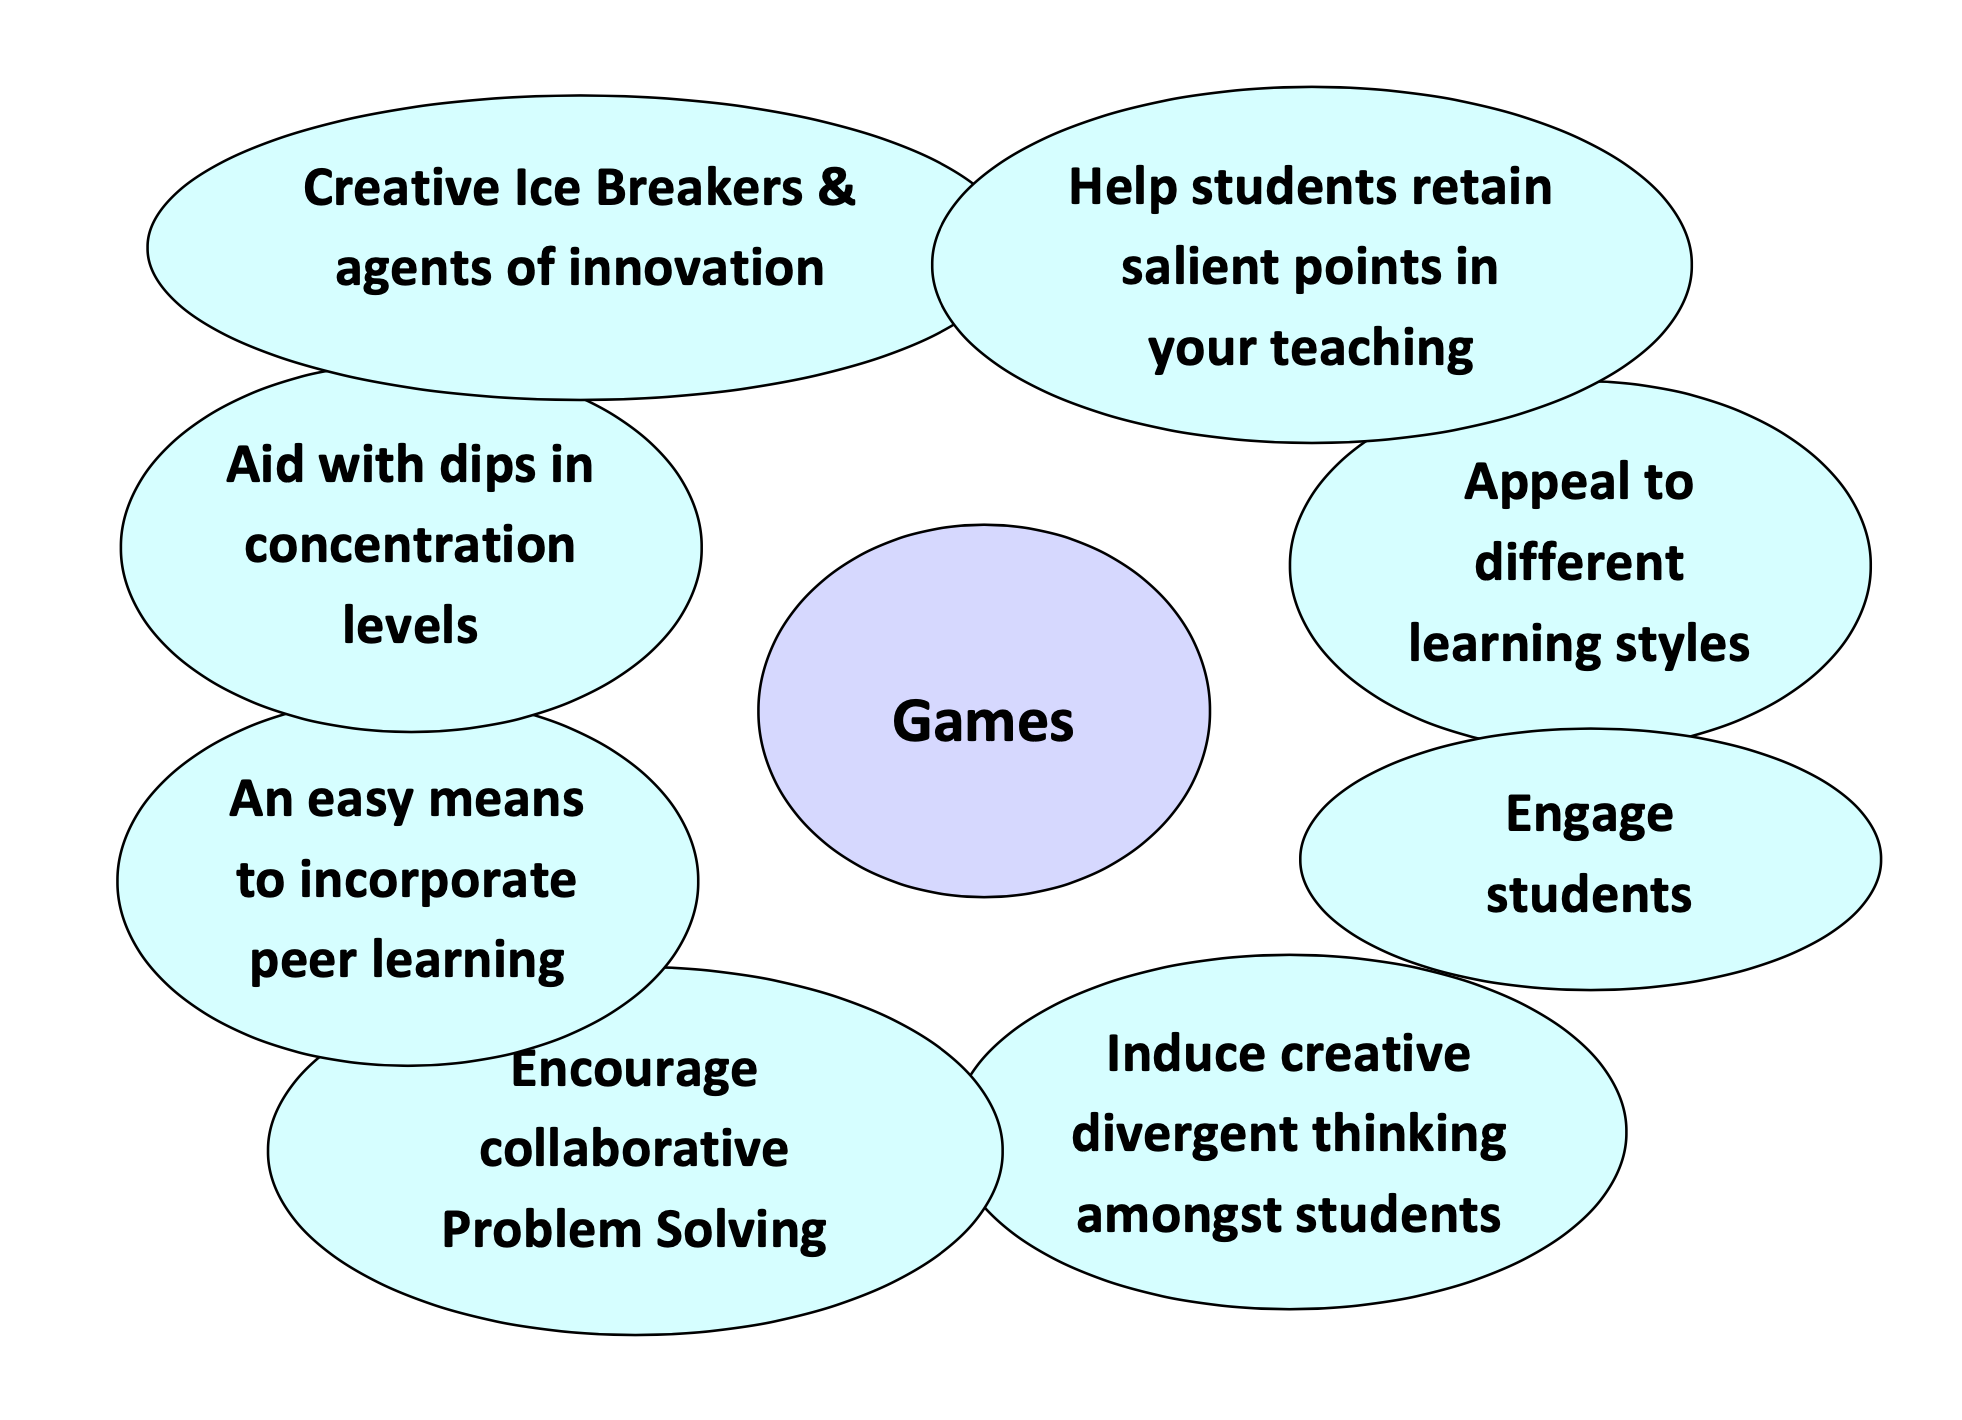 Creative Ice Breakers &
agents of innovation
Help students retain
salient points in
your teaching
Aid with dips in
concentration
levels
Appeal to
different
learning styles
Games
An easy means
to incorporate
peer learning
Engage
students
Encourage
collaborative
Problem Solving
Induce creative
divergent thinking
amongst students